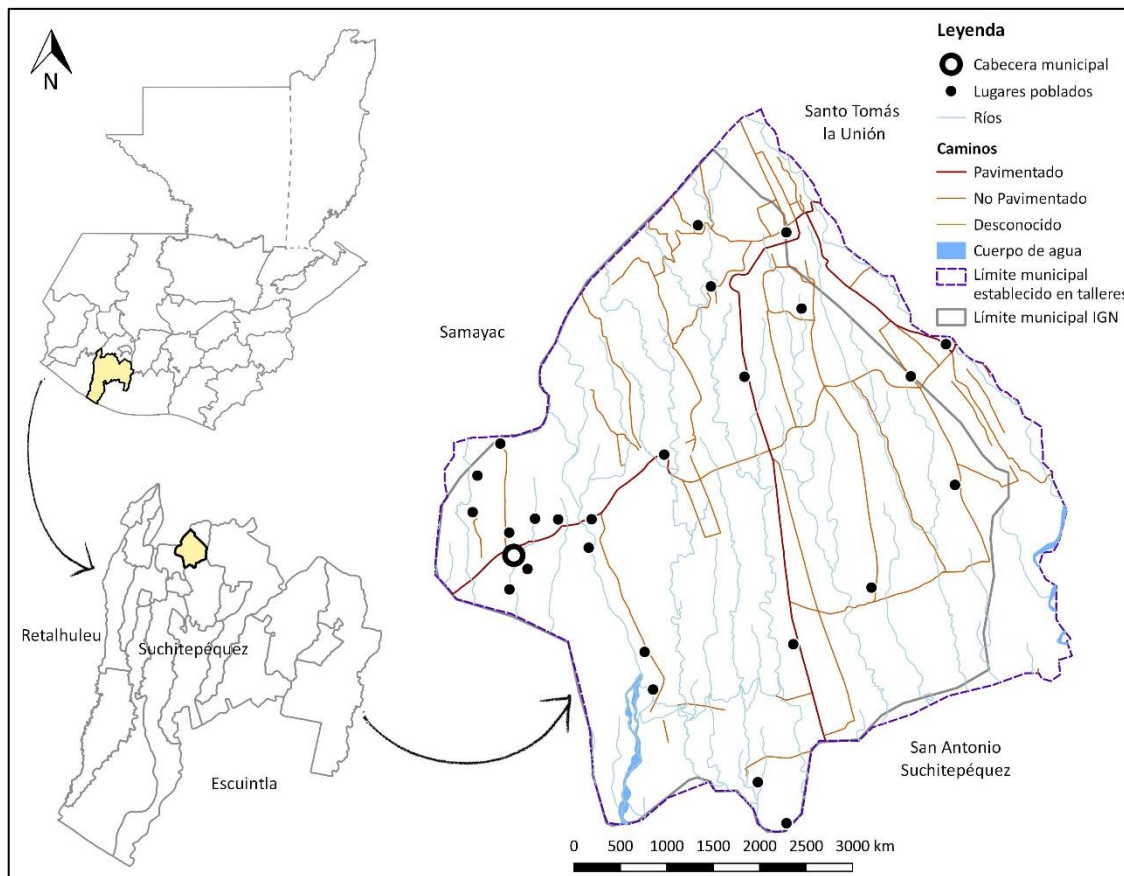 N
Leyenda
Cabecera municipal
Lugares poblados
Ríos
Caminos
Pavimentado
No Pavimentado
Desconocido
Cuerpo de agua
Límite municipal
establecido en talleres
Límite municipal IGN
Santo Tomás
la Unión
Samayac
Retalhuleu
Suchitepéquez
Escuintla
San Antonio
Suchitepéquez
0 500 1000 1500 2000 2500 3000 km